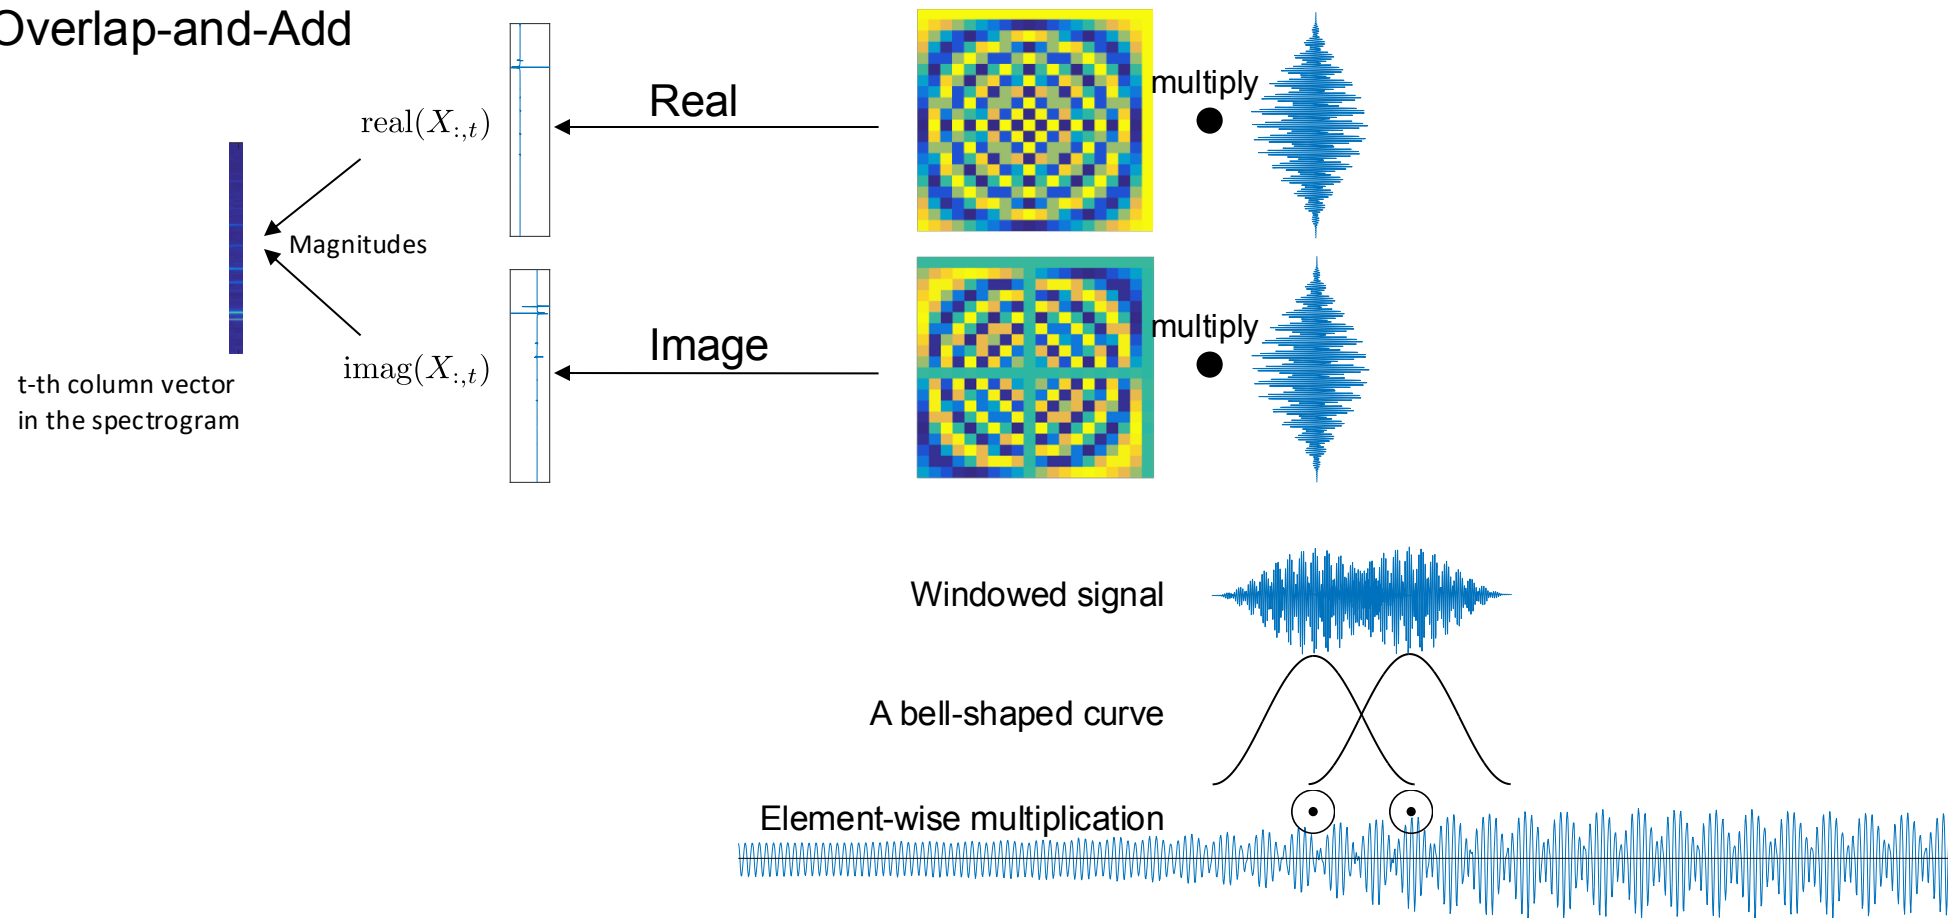 Overlap-and-Add
Real
multiply
real(X:,t)
Magnitudes
Image
multiply
imag(X:,t)
t-th column vector
in the spectrogram
Windowed signal
A bell-shaped curve
Element-wise multiplication